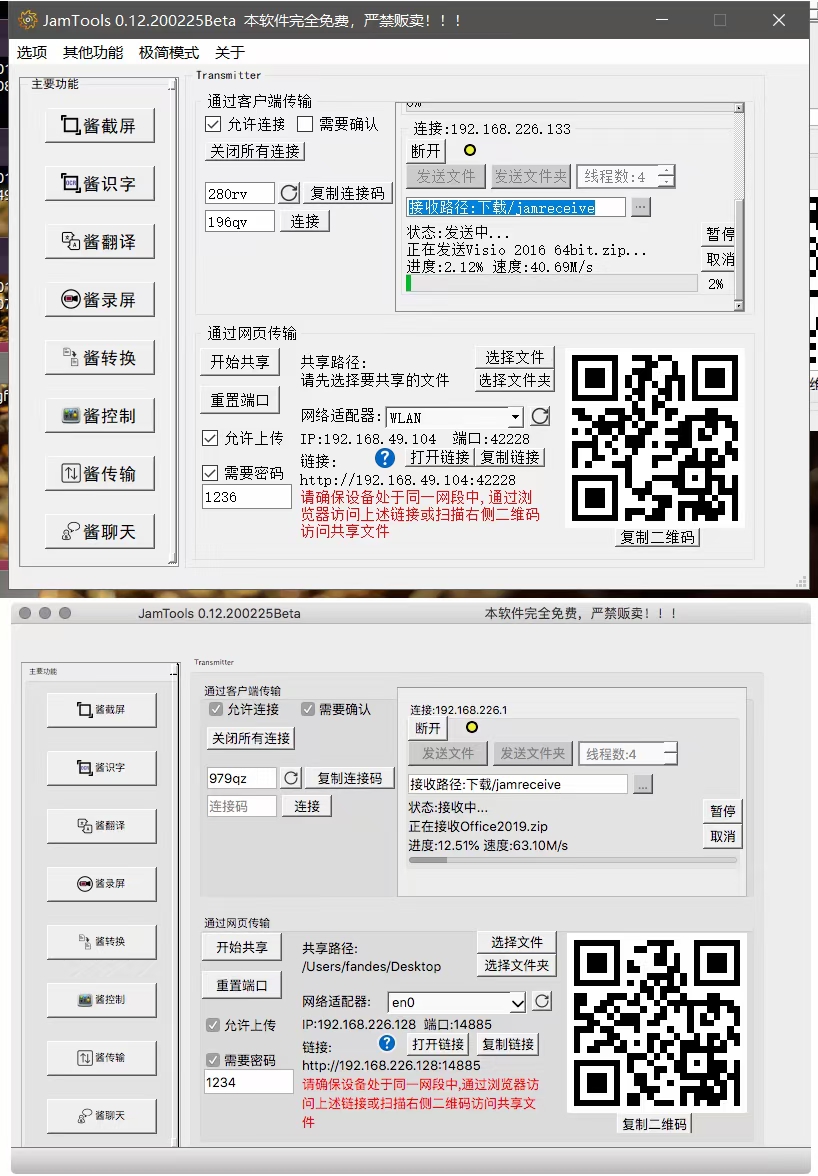 JamTools 0.12.200225Beta 本软件完全免费，严禁贩卖！！！
选项 其他功能 极简模式 关于
主要功能
酱截屏
酱识字
酱翻译
酱录屏
酱转换
酱控制
酱传输
酱聊天
Transmitter
通过客户端传输
允许连接 需要确认
关闭所有连接
280rv 复制连接码
196qv 连接
0%
连接:192.168.226.133
断开
发送文件 发送文件夹 线程数:4
接收路径:下载/jamreceive ...
状态:发送中...
正在发送Visio 2016 64bit.zip...
进度:2.12% 速度:40.69M/s
暂停
取消
2%
通过网页传输
开始共享
重置端口
允许上传
需要密码
1236
共享路径:
请先选择要共享的文件
选择文件
选择文件夹
网络适配器: WLAN
IP:192.168.49.104 端口:42228
链接: ? 打开链接 复制链接
http://192.168.49.104:42228
请确保设备处于同一网段中,通过浏
览器访问上述链接或扫描右侧二维码
访问共享文件
复制二维码
JamTools 0.12.200225Beta 本软件完全免费，严禁贩卖！！！
主要功能
酱截屏
酱识字
酱翻译
酱录屏
酱转换
酱控制
酱传输
酱聊天
Transmitter
通过客户端传输
允许连接 需要确认
关闭所有连接
979qz 复制连接码
连接码 连接
连接:192.168.226.1
断开
发送文件 发送文件夹 线程数:4
接收路径:下载/jamreceive ...
状态:接收中...
正在接收Office2019.zip
进度:12.51% 速度:63.10M/s
暂停
取消
通过网页传输
开始共享
重置端口
允许上传
需要密码
1234
共享路径:
/Users/fandes/Desktop
选择文件
选择文件夹
网络适配器: en0
IP:192.168.226.128 端口:14885
链接: ? 打开链接 复制链接
http://192.168.226.128:14885
请确保设备处于同一网段中,通过浏览器访
问上述链接或扫描右侧二维码访问共享文
件
复制二维码